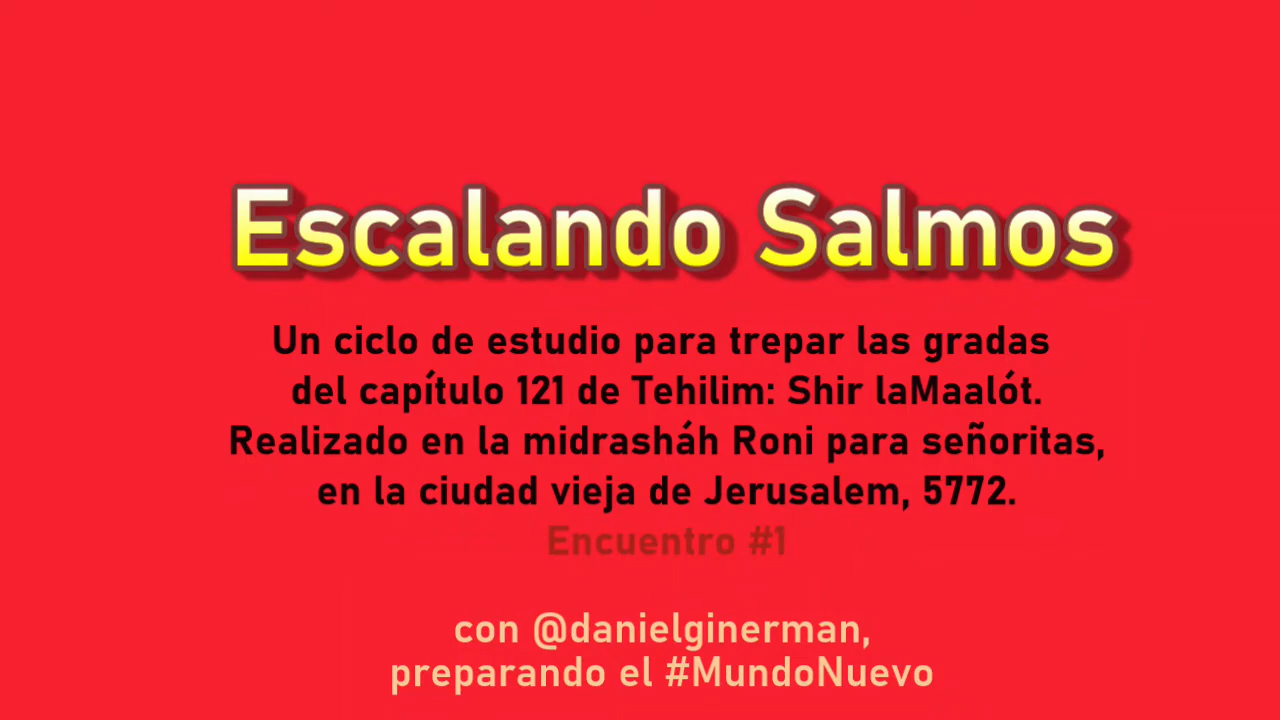 Escalando Salmos
Un ciclo de estudio para trepar las gradas
del capítulo 121 de Tehilim: Shir laMaalót.
Realizado en la midrasháh Roni para señoritas,
en la ciudad vieja de Jerusalem, 5772.
Encuentro #1
con @danielginerman,
preparando el #MundoNuevo